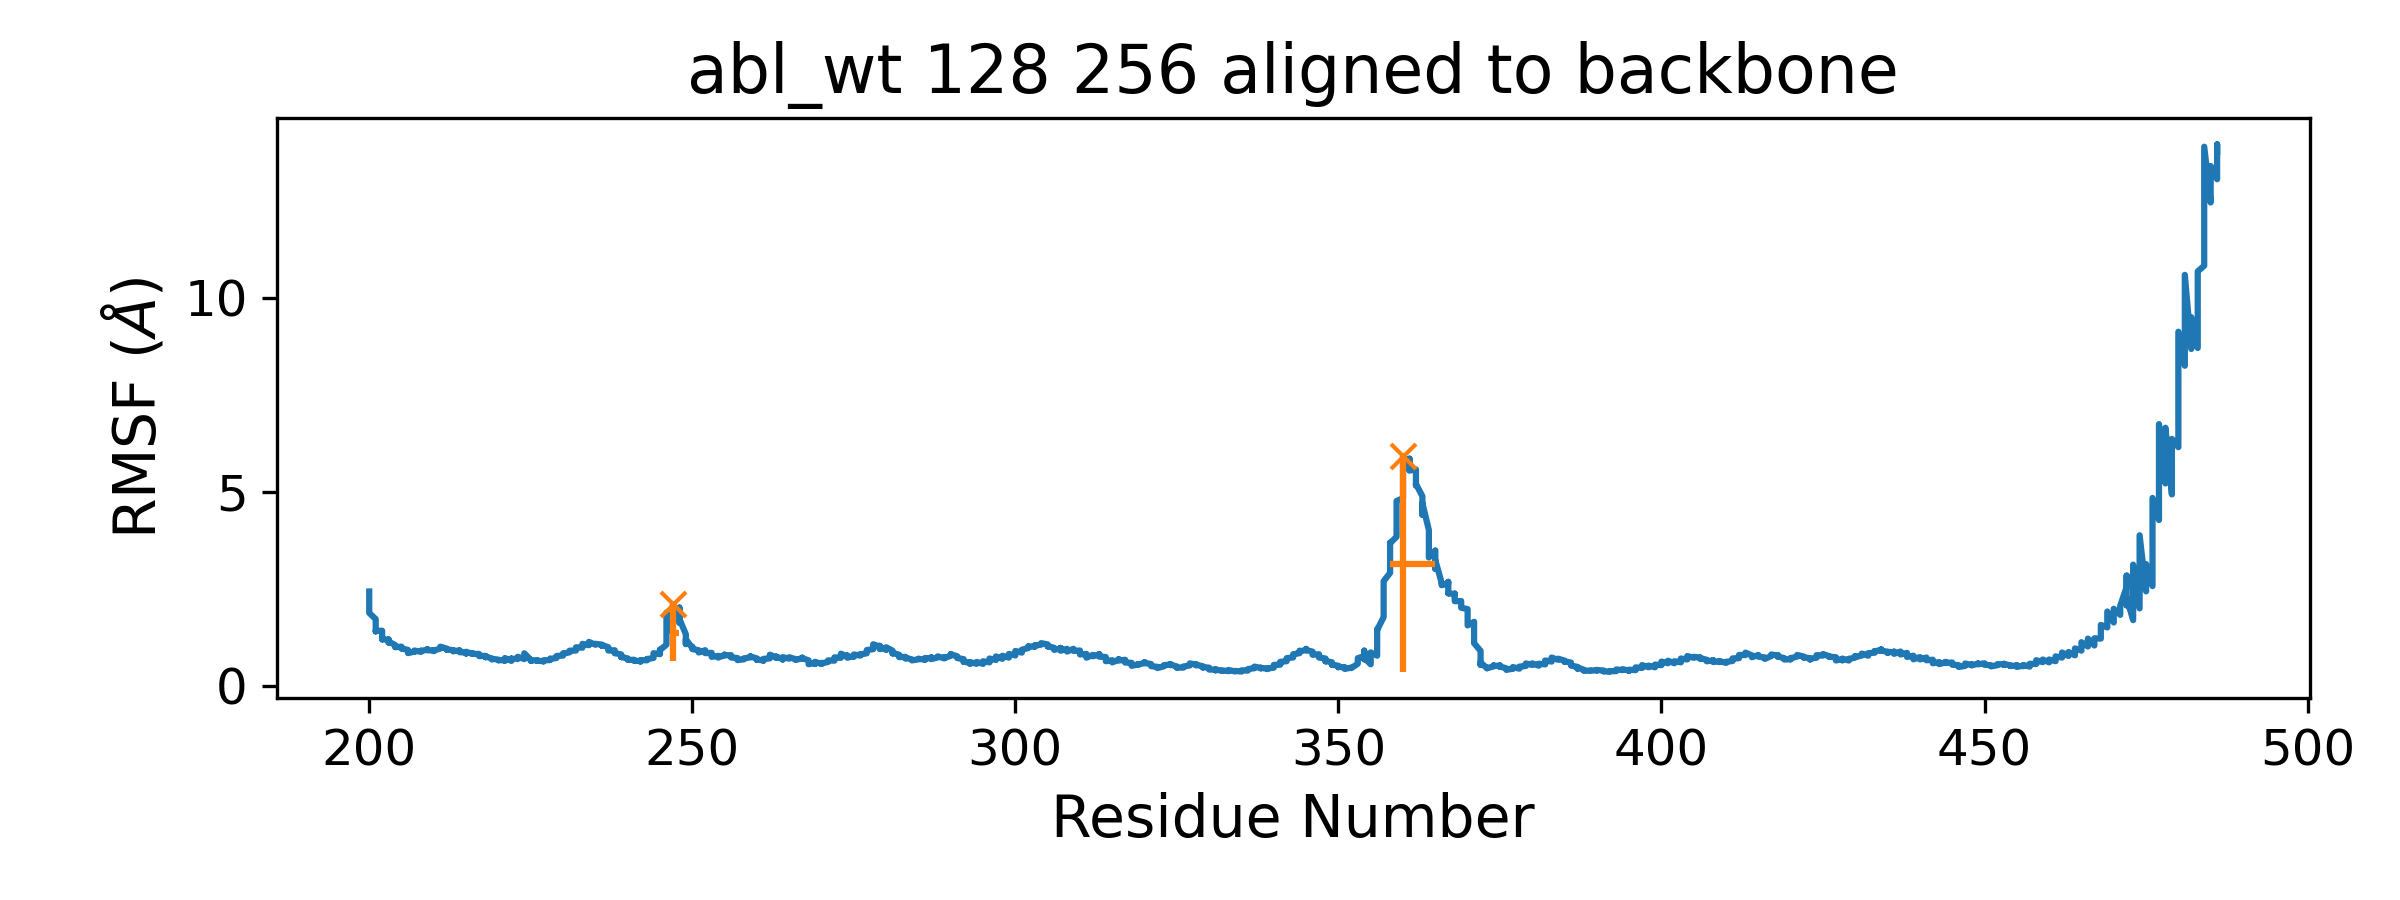 abl_wt 128 256 aligned to backbone
RMSF (Å)
10
5
0
200 250 300 350 400 450 500
Residue Number